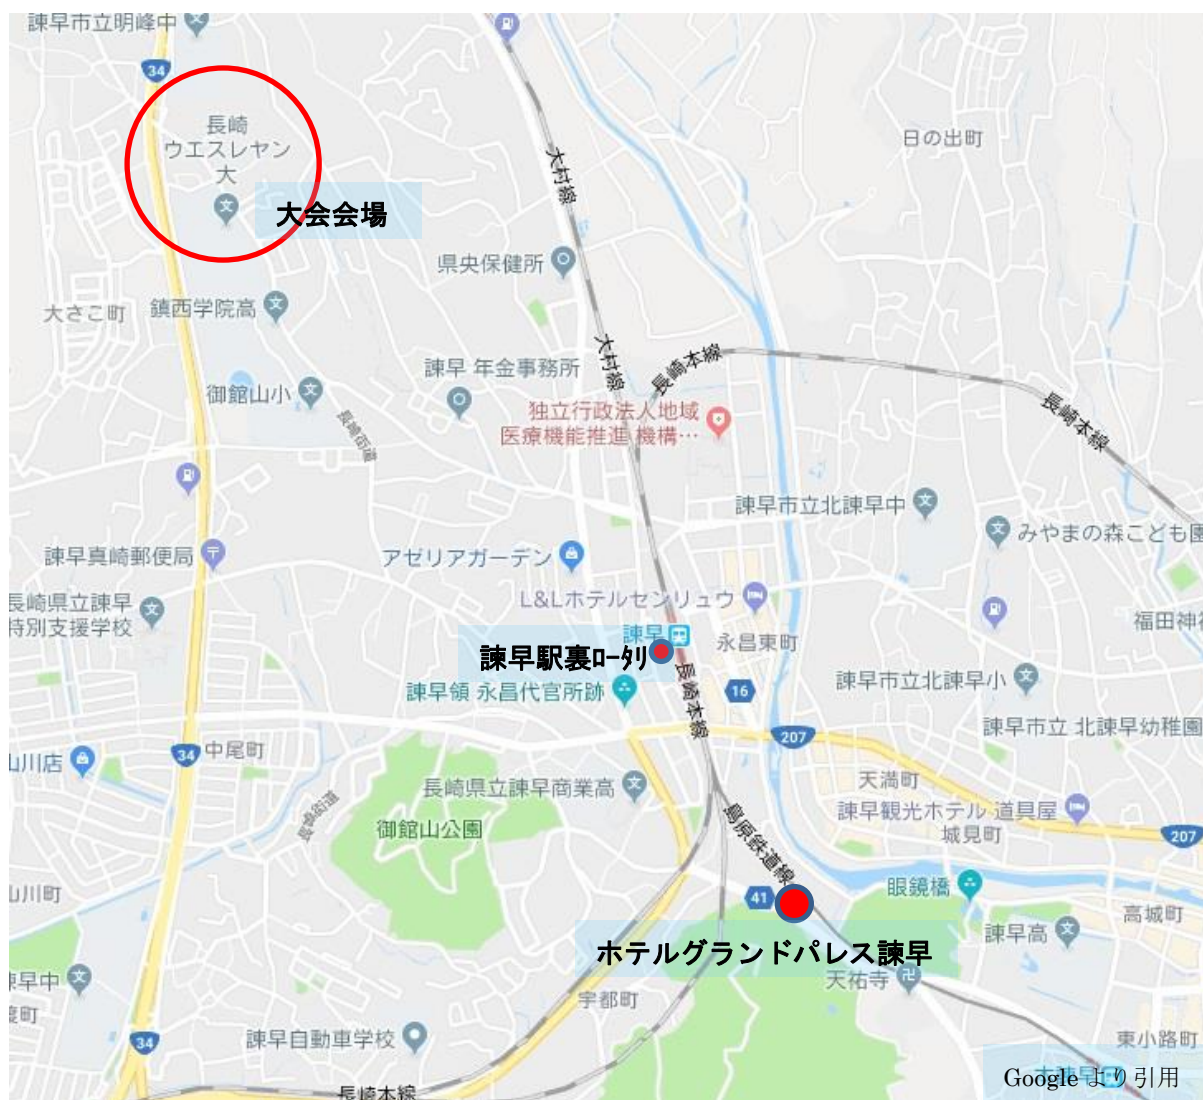 諫早市立明峰中
34
長崎
ウエスレヤン
大
大会会場
日の出町
大村線
県央保健所
大さこ町
鎮西学院高
大村線
長崎本線
諫早 年金事務所
御館山小
長崎街道
独立行政法人地域
医療機能推進 機構…
長崎本線
諫早市立北諫早中
みやまの森こども園
諫早真崎郵便局
アゼリアガーデン
L&Lホテルセンリュウ
長崎県立諫早
特別支援学校
福田神社
諫早
諫早駅裏ロータリ
永昌東町
長崎本線
諫早領 永昌代官所跡
16
諫早市立北諫早小
諫早市立 北諫早幼稚園
207
34
中尾町
山川店
長崎県立諫早商業高
天満町
諫早観光ホテル 道具屋
城見町
207
長崎街道
御館山公園
島原鉄道線
山川町
41
眼鏡橋
高城町
諫早高
ホテルグランドパレス諫早
天祐寺
諫早中
宇都町
34
諫早自動車学校
東小路町
本諫早
Google より引用
長崎本線